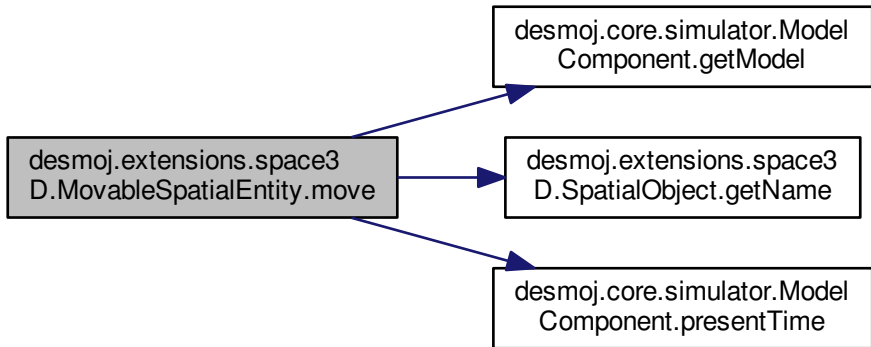 desmoj.core.simulator.Model
Component.getModel
desmoj.extensions.space3
D.MovableSpatialEntity.move
desmoj.extensions.space3
D.SpatialObject.getName
desmoj.core.simulator.Model
Component.presentTime